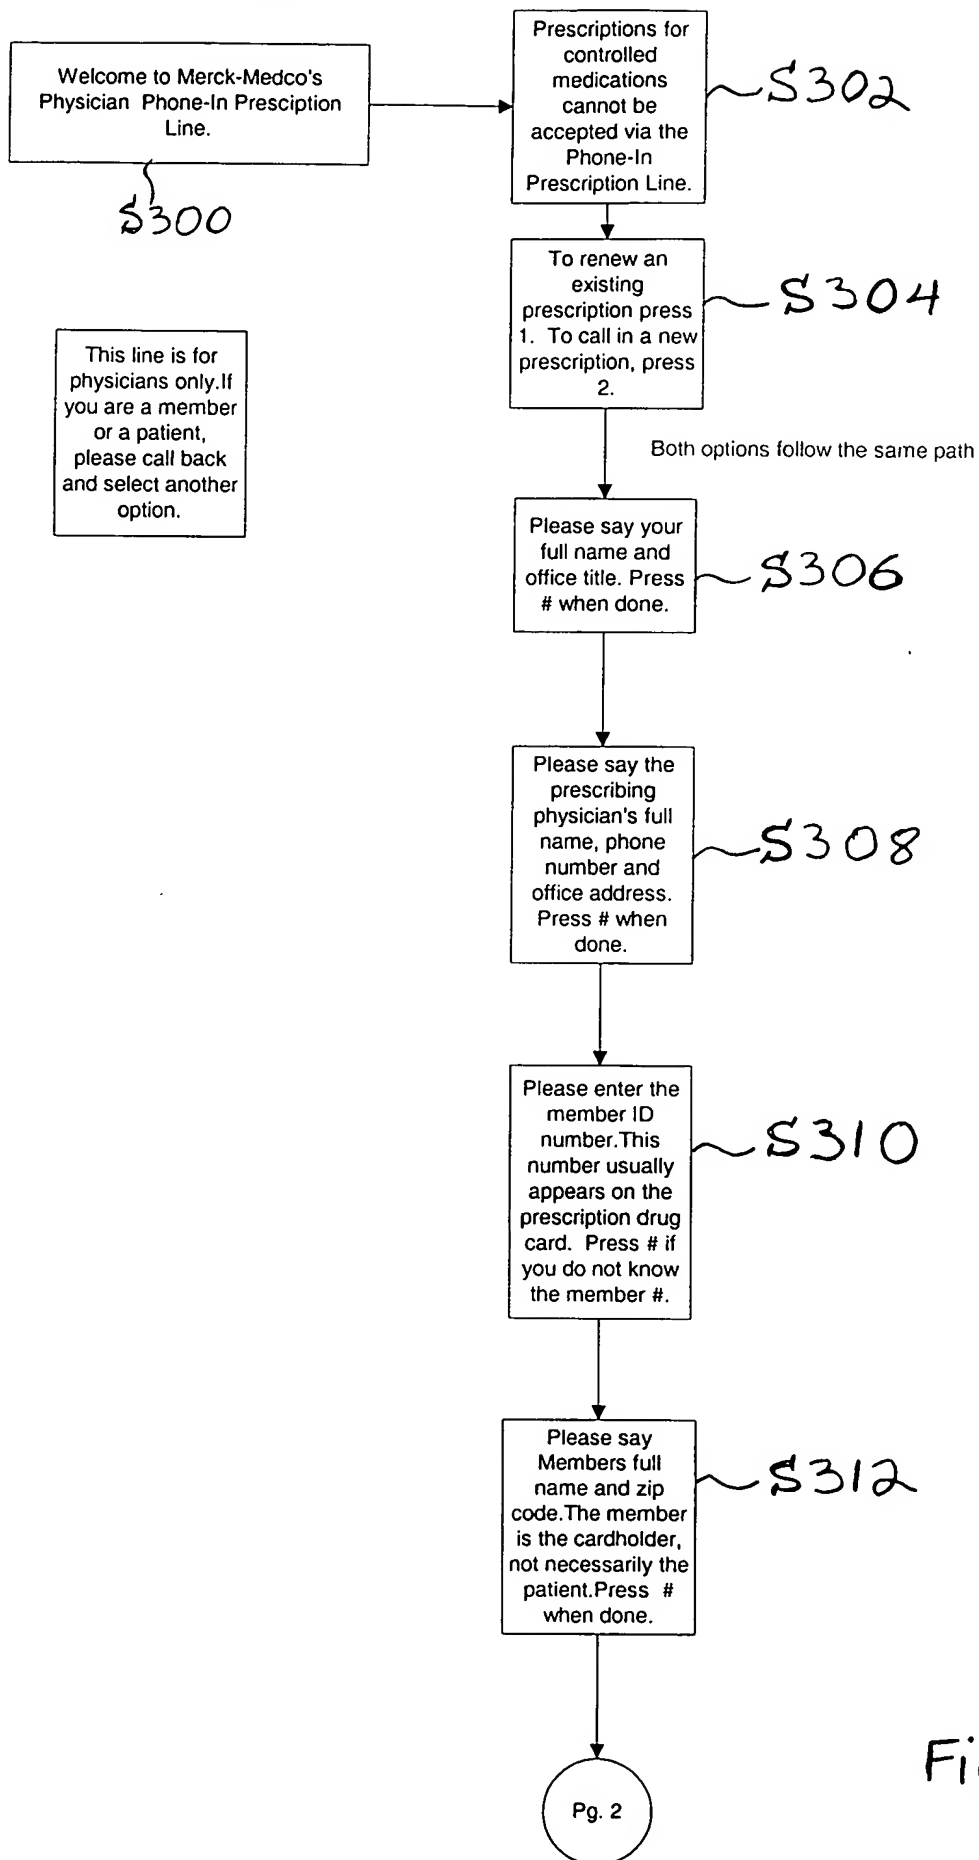 Welcome to Merck-Medco's
Physician Phone-In Presciption
Line.
S300
Prescriptions for
controlled
medications
cannot be
accepted via the
Phone-In
Prescription Line.
S302
To renew an
existing
prescription press
1. To call in a new
prescription, press
2.
S304
This line is for
physicians only.If
you are a member
or a patient,
please call back
and select another
option.
Both options follow the same path
Please say your
full name and
office title. Press
# when done.
S306
Please say the
prescribing
physician's full
name, phone
number and
office address.
Press # when
done.
S308
Please enter the
member ID
number.This
number usually
appears on the
prescription drug
card. Press # if
you do not know
the member #.
S310
Please say
Members full
name and zip
code.The member
is the cardholder,
not necessarily the
patient.Press #
when done.
S312
Pg. 2